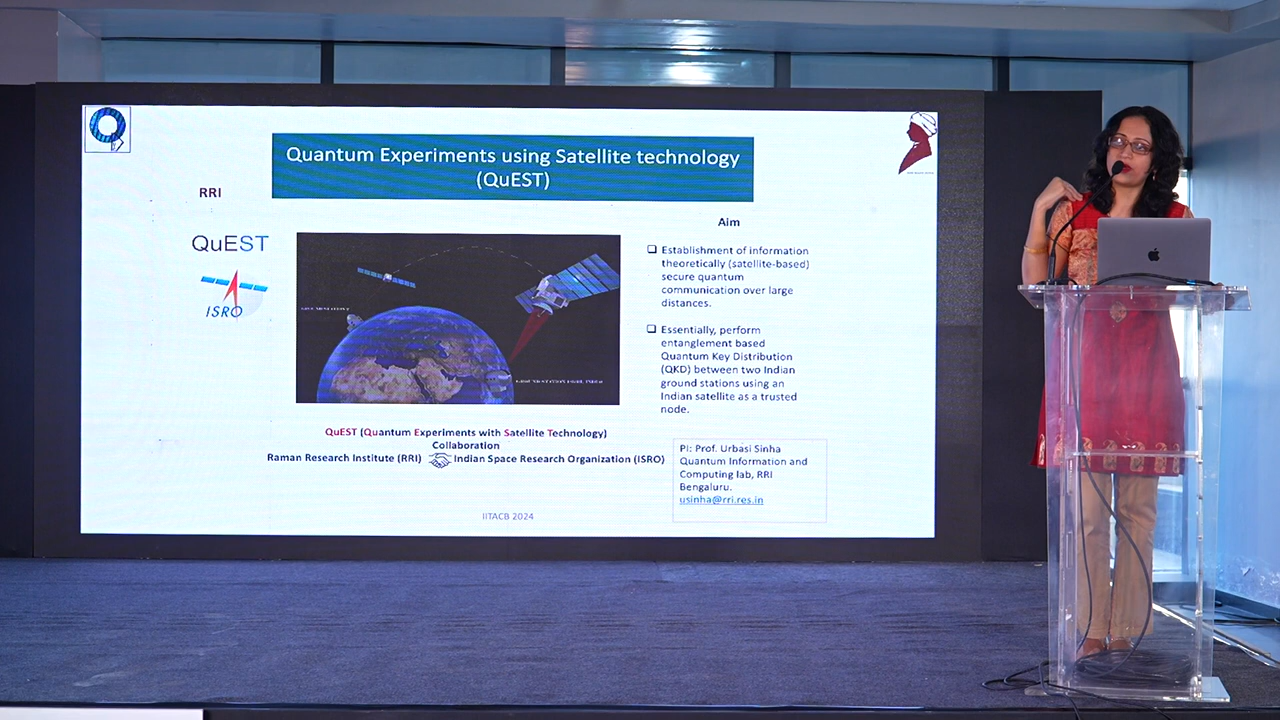 Quantum Experiments using Satellite technology
(QuEST)
RRI
QuEST
ISRO
Aim
❑ Establishment of information
theoretically (satellite-based)
secure quantum
communication over large
distances.
❑ Essentially, perform
entanglement based
Quantum Key Distribution
(QKD) between two Indian
ground stations using an
Indian satellite as a trusted
node.
QuEST (Quantum Experiments with Satellite Technology)
Collaboration
Raman Research Institute (RRI) Indian Space Research Organization (ISRO)
PI: Prof. Urbasi Sinha
Quantum Information and
Computing lab, RRI
Bengaluru.
usinha@rri.res.in
IITACB 2024